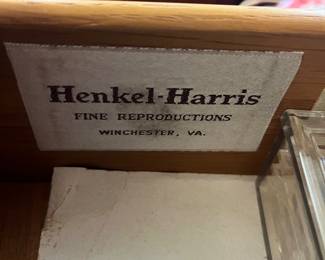 Henkel-Harris
FINE REPRODUCTIONS
WINCHESTER, VA.